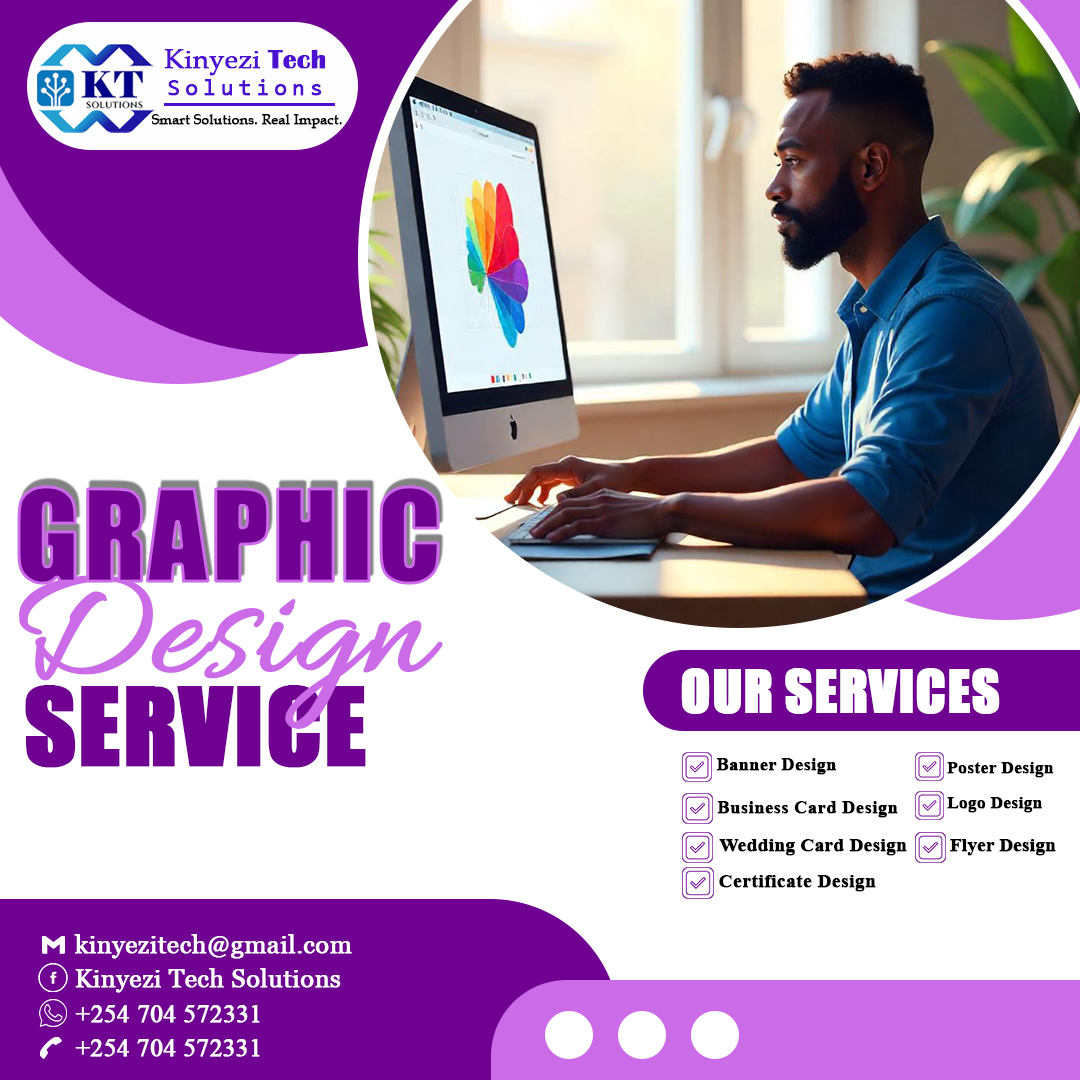 KT
SOLUTIONS
Kinyezi Tech
Solutions
Smart Solutions. Real Impact.
GRAPHIC
Design
SERVICE
OUR SERVICES
Banner Design
Business Card Design
Wedding Card Design
Certificate Design
Poster Design
Logo Design
Flyer Design
kinyezitech@gmail.com
Kinyezi Tech Solutions
+254 704 572331
+254 704 572331